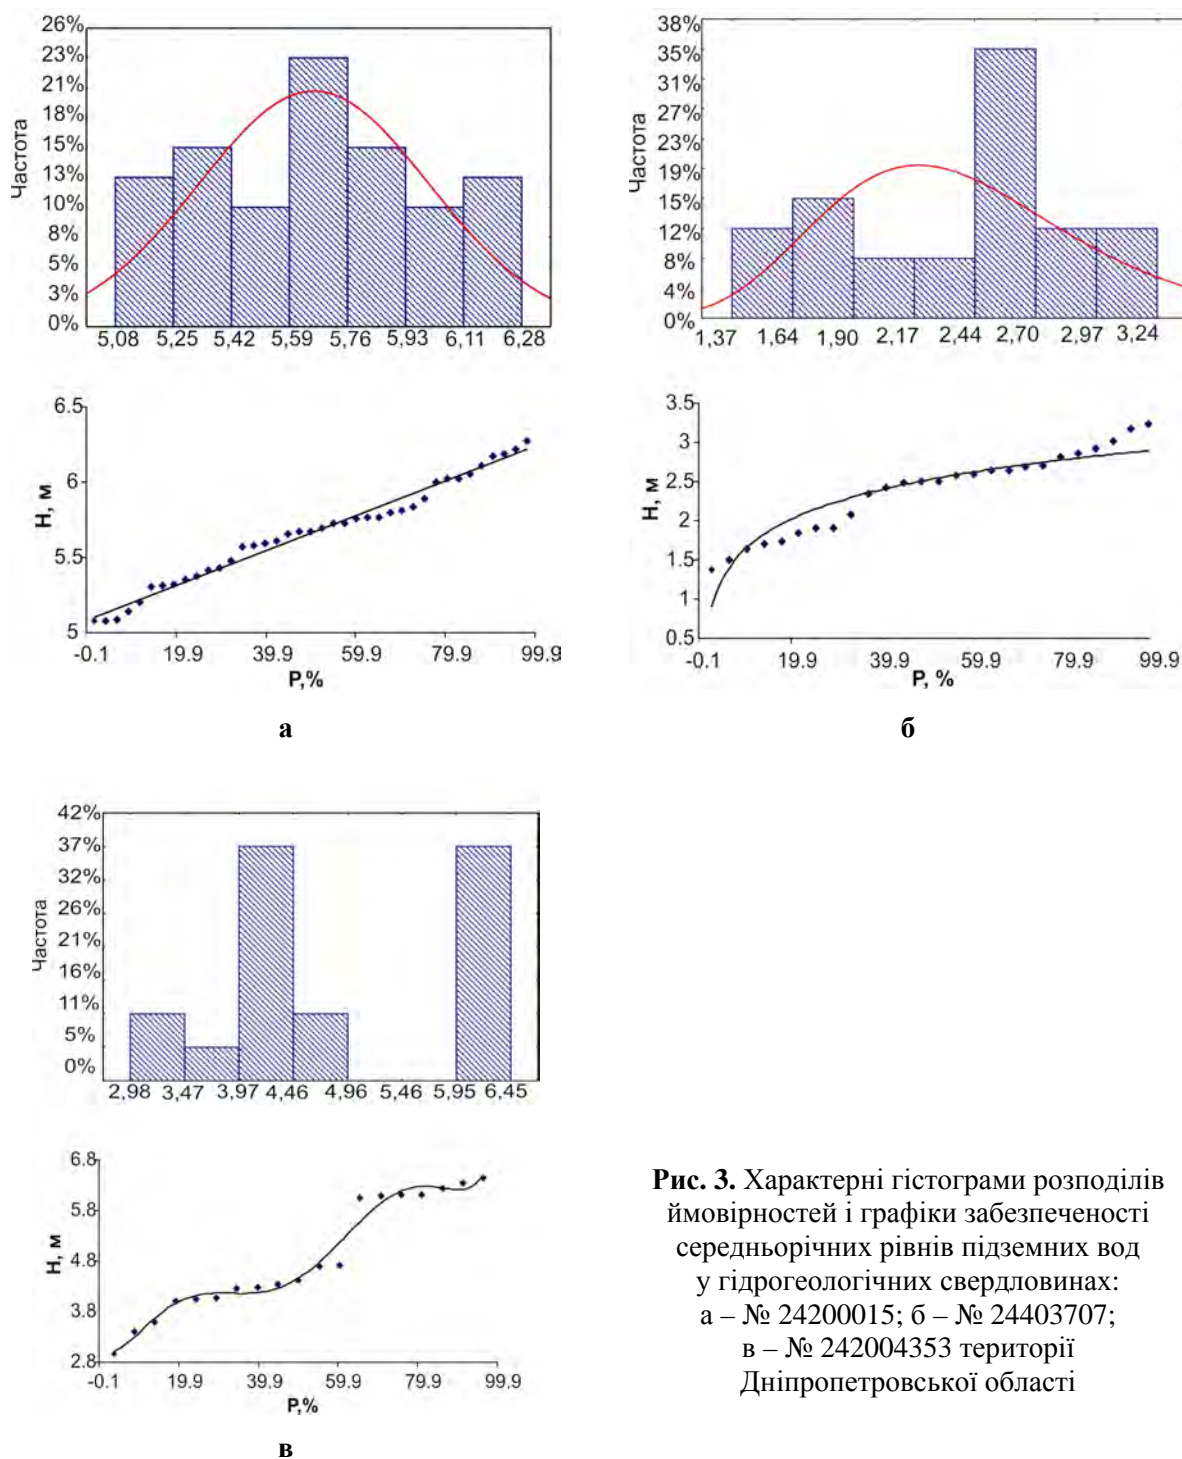 26%
23%
21%
18%
15%
13%
10%
8%
5%
3%
0%
Частота
5,08 5,25 5,42 5,59 5,76 5,93 6,11 6,28
38%
35%
31%
27%
23%
19%
15%
12%
8%
4%
0%
Частота
1,37 1,64 1,90 2,17 2,44 2,70 2,97 3,24
6.5
6
5.5
5
Н, м
-0.1 19.9 39.9 59.9 79.9 99.9
Р,%
а
3.5
3
2.5
2
1.5
1
0.5
Н, м
-0.1 19.9 39.9 59.9 79.9 99.9
Р, %
б
42%
37%
32%
26%
21%
16%
11%
5%
0%
Частота
2,98 3,47 3,97 4,46 4,96 5,46 5,95 6,45
6.8
5.8
4.8
3.8
2.8
Н, м
-0.1 19.9 39.9 59.9 79.9 99.9
Р,%
в
Рис. 3. Характерні гістограми розподілів
ймовірностей і графіки забезпеченості
середньорічних рівнів підземних вод
у гідрогеологічних свердловинах:
а – № 24200015; б – № 24403707;
в – № 242004353 території
Дніпропетровської області